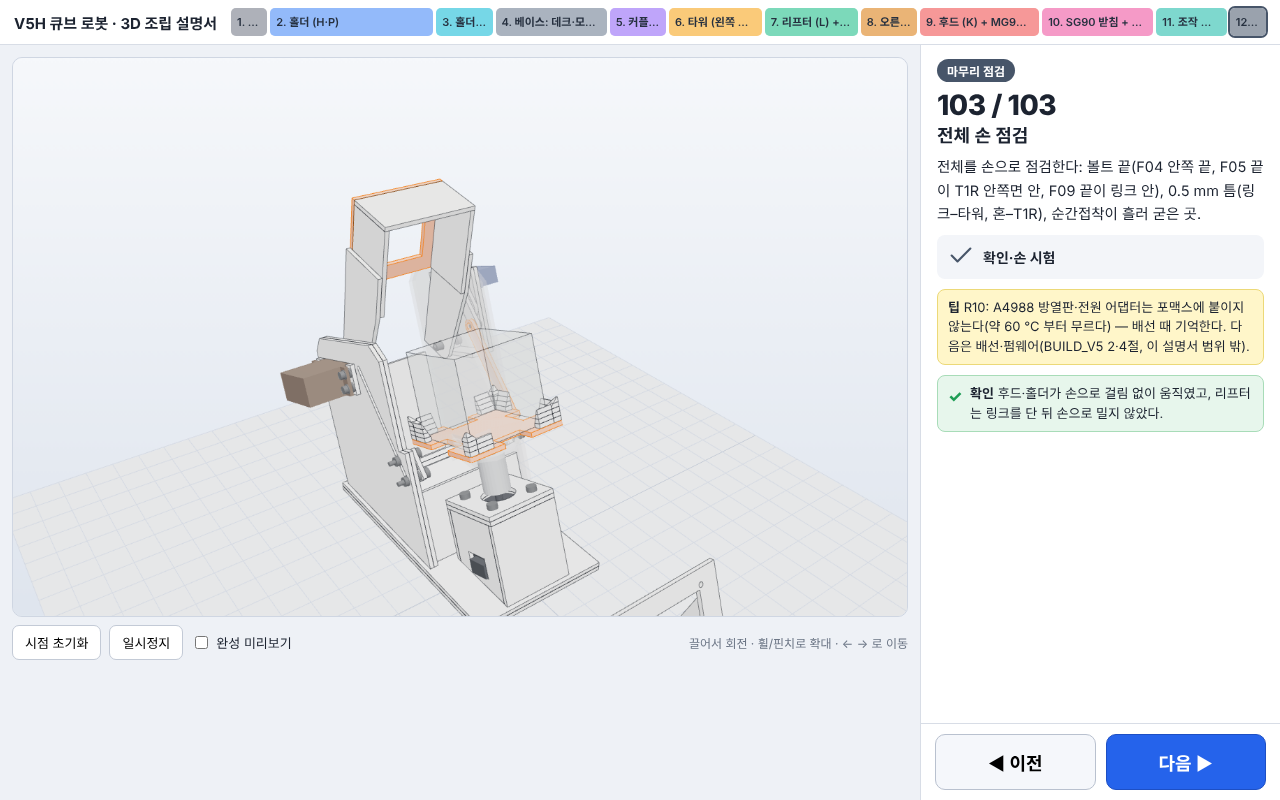 V5H 큐브 로봇 · 3D 조립 설명서
1. ...
2. 홀더 (H·P)
3. 홀더...
4. 베이스: 데크·모...
5. 커플...
6. 타워 (왼쪽 ...
7. 리프터 (L) +...
8. 오른...
9. 후드 (K) + MG9...
10. SG90 받침 + ...
11. 조작 ...
12...
마무리 점검
103 / 103
전체 손 점검
전체를 손으로 점검한다: 볼트 끝(F04 안쪽 끝, F05 끝
이 T1R 안쪽면 안, F09 끝이 링크 안), 0.5 mm 틈(링
크–타워, 혼–T1R), 순간접착이 흘러 굳은 곳.
확인·손 시험
팁 R10: A4988 방열판·전원 어댑터는 포맥스에 붙이지
않는다(약 60 °C 부터 무르다) — 배선 때 기억한다. 다
음은 배선·펌웨어(BUILD_V5 2·4절, 이 설명서 범위 밖).
확인 후드·홀더가 손으로 걸림 없이 움직였고, 리프터
는 링크를 단 뒤 손으로 밀지 않았다.
시점 초기화
일시정지
완성 미리보기
끌어서 회전 · 휠/핀치로 확대 · ← → 로 이동
◀ 이전
다음 ▶